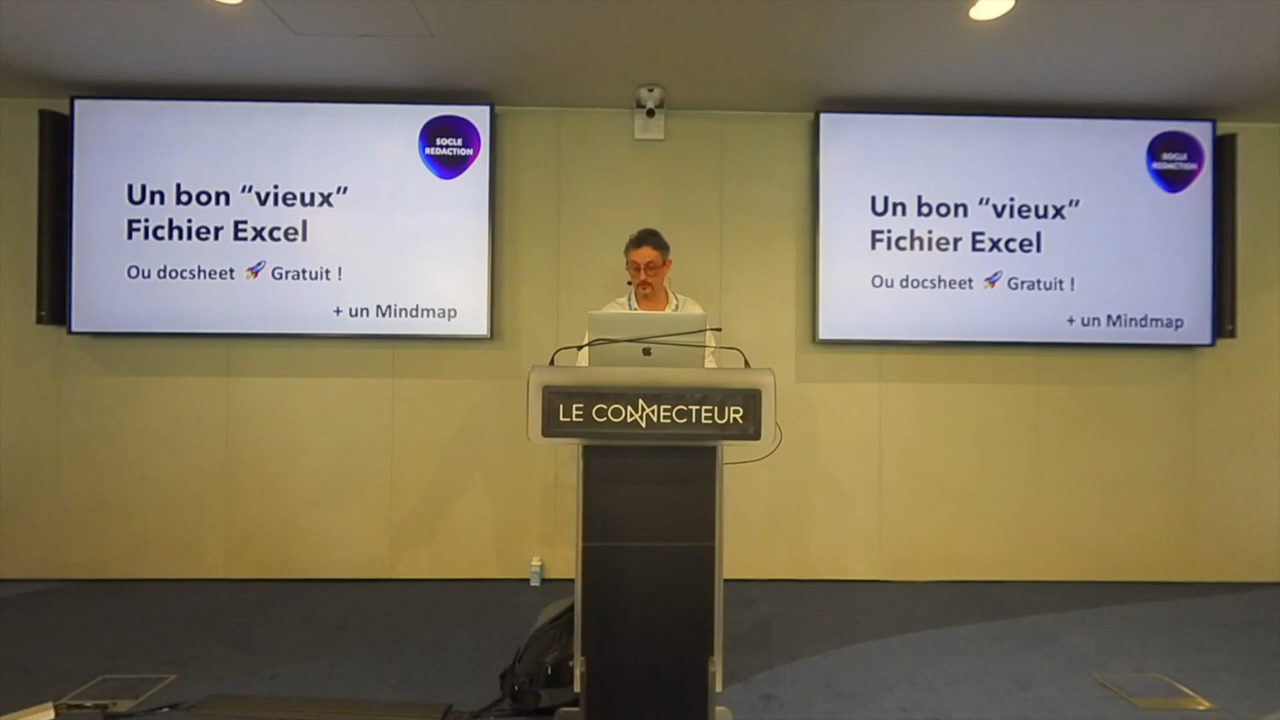 SOCLE
REDACTION
Un bon “vieux”
Fichier Excel
Ou docsheet 🚀 Gratuit !
+ un Mindmap
SOCLE
REDACTION
Un bon “vieux”
Fichier Excel
Ou docsheet 🚀 Gratuit !
+ un Mindmap
LE CONNECTEUR